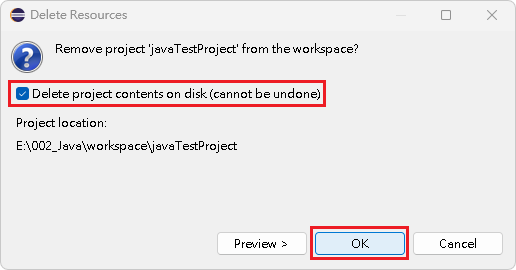 Delete Resources
Remove project 'javaTestProject' from the workspace?
Delete project contents on disk (cannot be undone)
Project location:
E:\002_Java\workspace\javaTestProject
Preview > OK Cancel